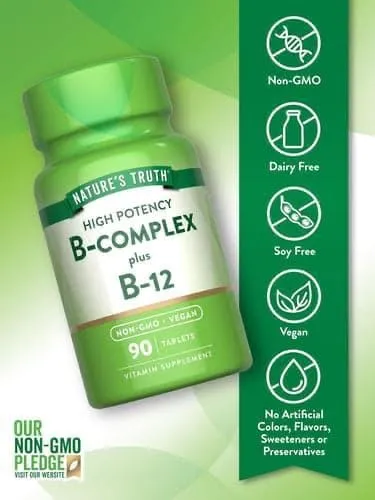 NATURE'S TRUTH
HIGH POTENCY
B-COMPLEX
plus
B-12
NON-GMO • VEGAN
90 TABLETS
VITAMIN SUPPLEMENT
Non-GMO
Dairy Free
Soy Free
Vegan
No Artificial
Colors, Flavors,
Sweeteners or
Preservatives
OUR
NON-GMO
PLEDGE
VISIT OUR WEBSITE